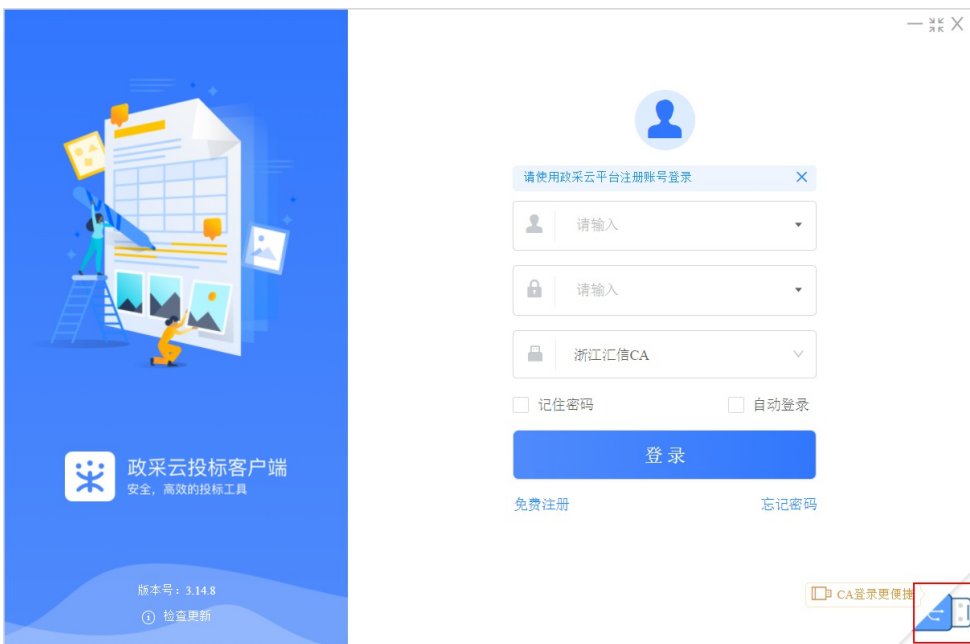 请使用政采云平台注册账号登录
请输入
请输入
浙江汇信CA
记住密码 自动登录
登录
免费注册 忘记密码
政采云投标客户端
安全，高效的投标工具
版本号：3.14.8
检查更新
CA登录更便捷